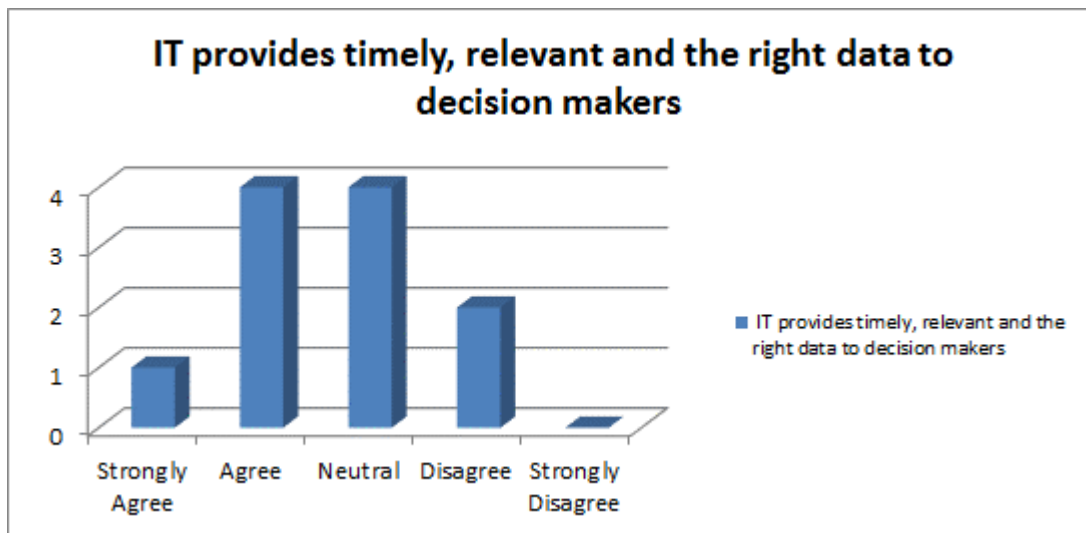 IT provides timely, relevant and the right data to
decision makers
4
3
2
1
0
Strongly Agree
Agree
Neutral
Disagree
Strongly Disagree
IT provides timely, relevant and the
right data to decision makers